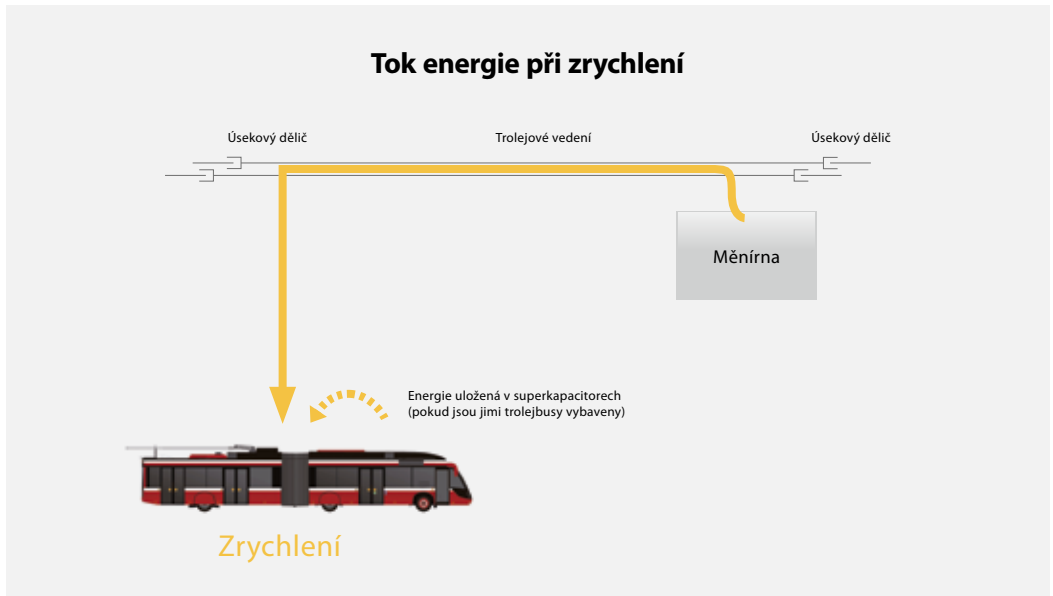 Tok energie při zrychlení
Úsekový dělič
Trolejové vedení
Úsekový dělič
Měnírna
Energie uložená v superkapacitorech
(pokud jsou jimi trolejbusy vybaveny)
Zrychlení